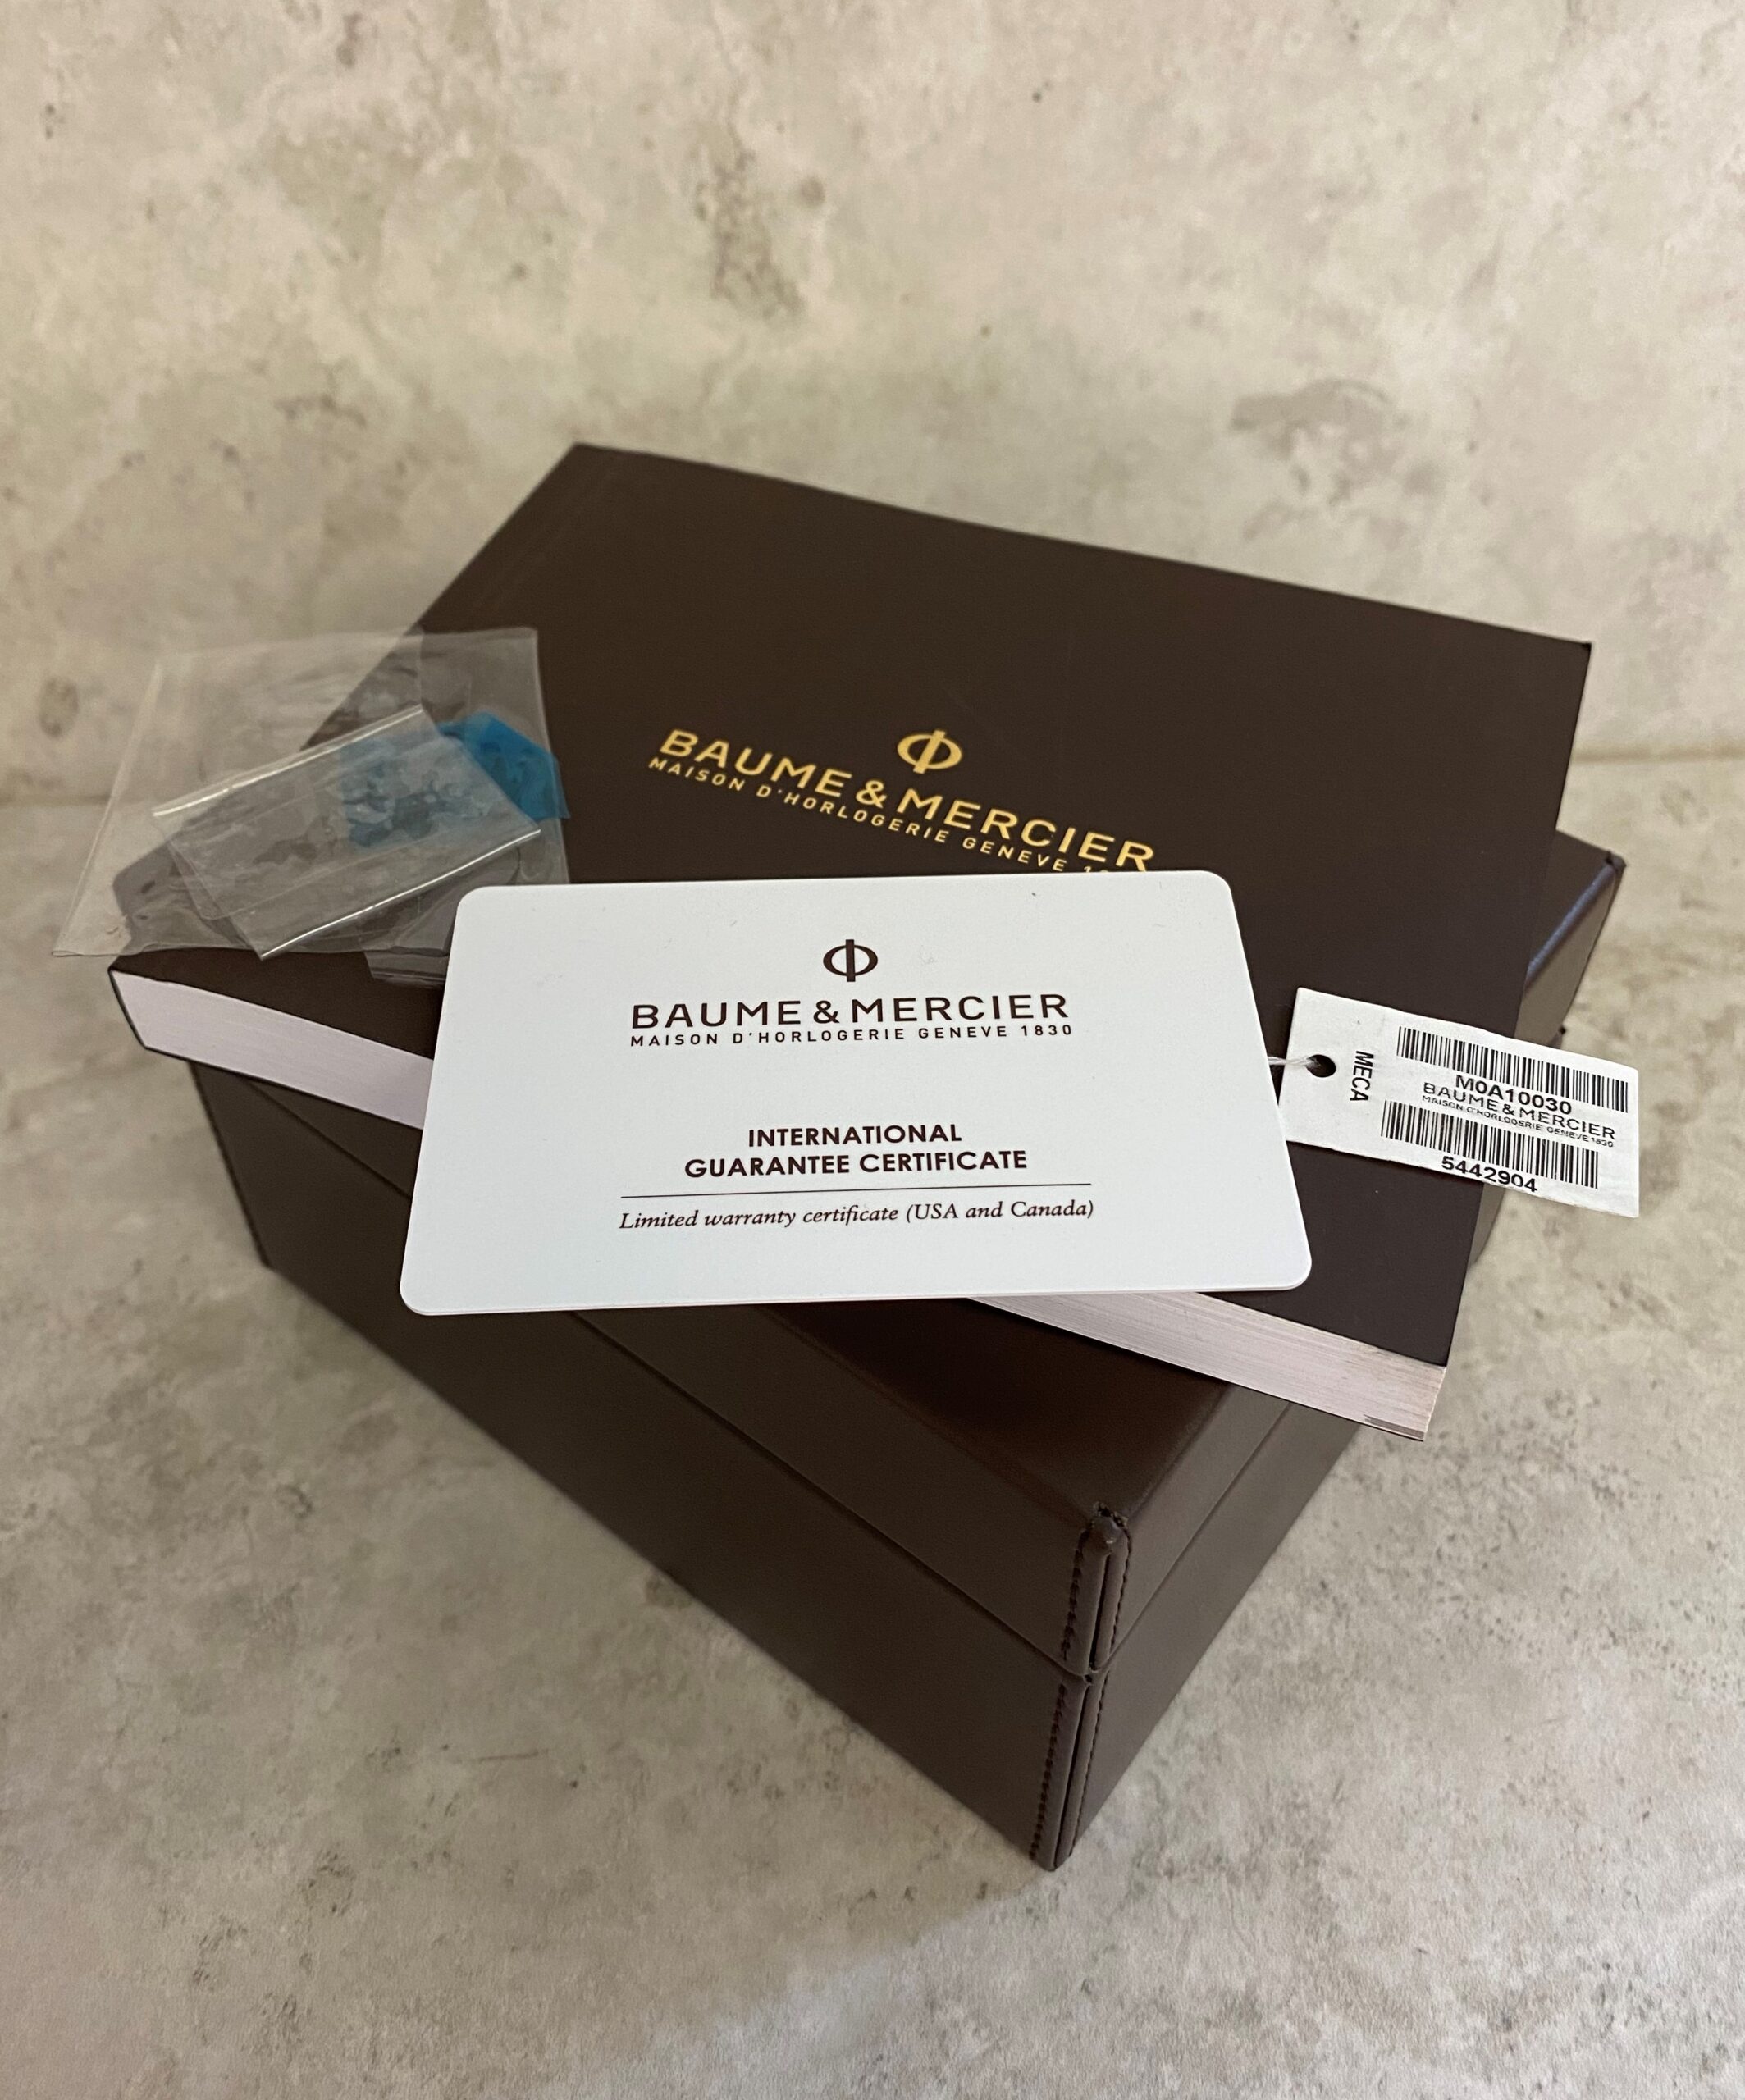 BAUME & MERCIER
MAISON D'HORLOGERIE GENEVE
BAUME & MERCIER
MAISON D'HORLOGERIE GENEVE 1830
INTERNATIONAL
GUARANTEE CERTIFICATE
Limited warranty certificate (USA and Canada)
MECA
M0A10030
BAUME & MERCIER
MAISON D'HORLOGERIE GENEVE 1830
5442904